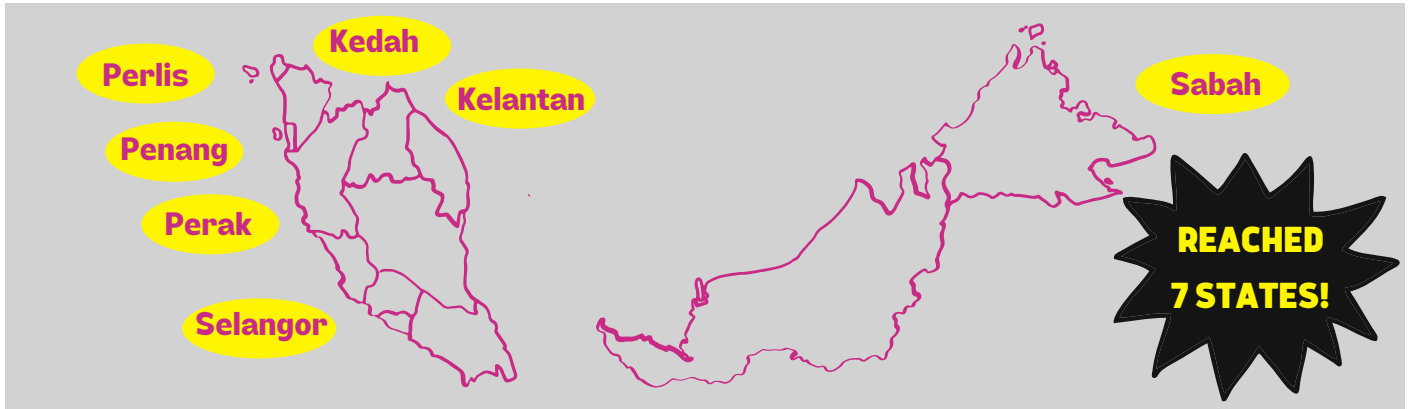 Kedah
Perlis
Kelantan
Sabah
Penang
Perak
Selangor
REACHED
7 STATES!